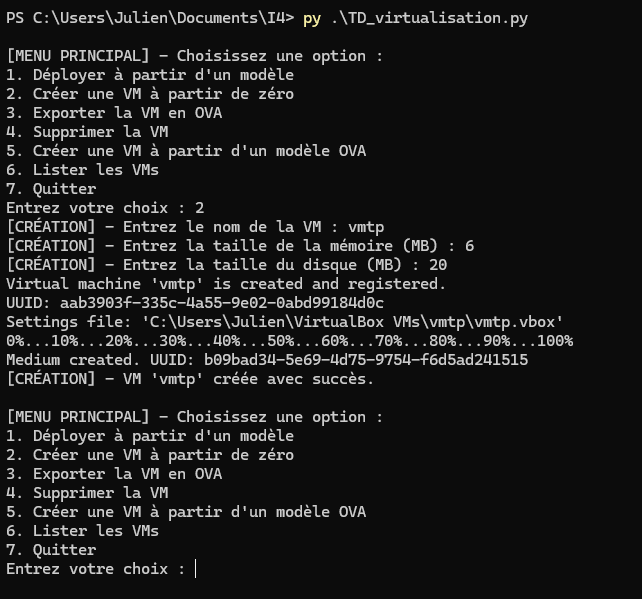 PS C:\Users\Julien\Documents\I4> py .\TD_virtualisation.py
[MENU PRINCIPAL] - Choisissez une option :
1. Déployer à partir d'un modèle
2. Créer une VM à partir de zéro
3. Exporter la VM en OVA
4. Supprimer la VM
5. Créer une VM à partir d'un modèle OVA
6. Lister les VMs
7. Quitter
Entrez votre choix : 2
[CRÉATION] - Entrez le nom de la VM : vmtp
[CRÉATION] - Entrez la taille de la mémoire (MB) : 6
[CRÉATION] - Entrez la taille du disque (MB) : 20
Virtual machine 'vmtp' is created and registered.
UUID: aab3903f-335c-4a55-9e02-0abd99184d0c
Settings file: 'C:\Users\Julien\VirtualBox VMs\vmtp\vmtp.vbox'
0%...10%...20%...30%...40%...50%...60%...70%...80%...90%...100%
Medium created. UUID: b09bad34-5e69-4d75-9754-f6d5ad241515
[CRÉATION] - VM 'vmtp' créée avec succès.
[MENU PRINCIPAL] - Choisissez une option :
1. Déployer à partir d'un modèle
2. Créer une VM à partir de zéro
3. Exporter la VM en OVA
4. Supprimer la VM
5. Créer une VM à partir d'un modèle OVA
6. Lister les VMs
7. Quitter
Entrez votre choix :